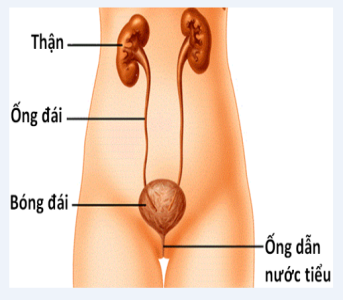 Thận
Ống đái
Bóng đái
Ống dẫn
nước tiểu